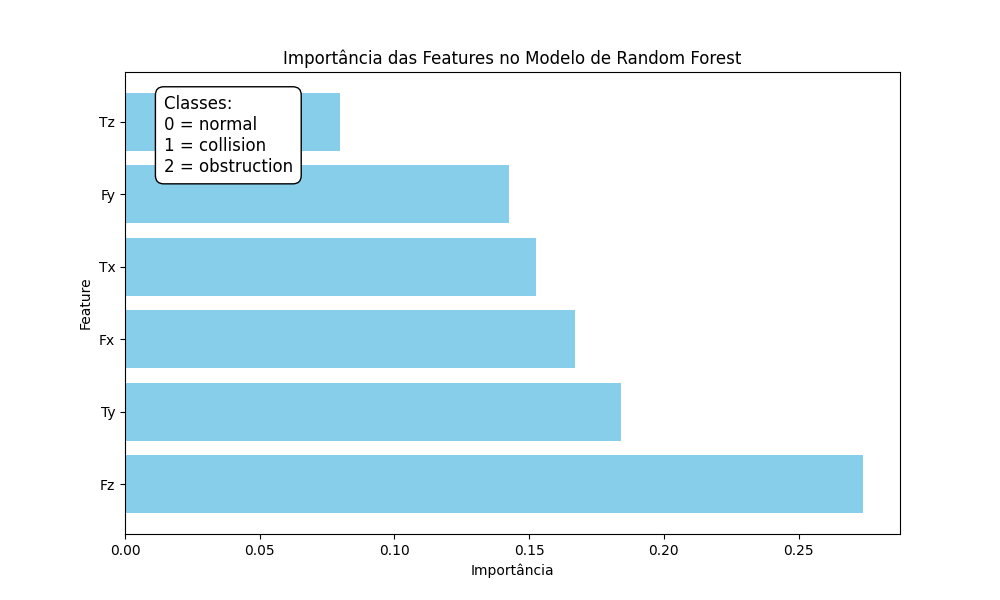 Importância das Features no Modelo de Random Forest
Classes:
0 = normal
1 = collision
2 = obstruction
Tz
Fy
Tx
Fx
Ty
Fz
Feature
0.00
0.05
0.10
0.15
0.20
0.25
Importância